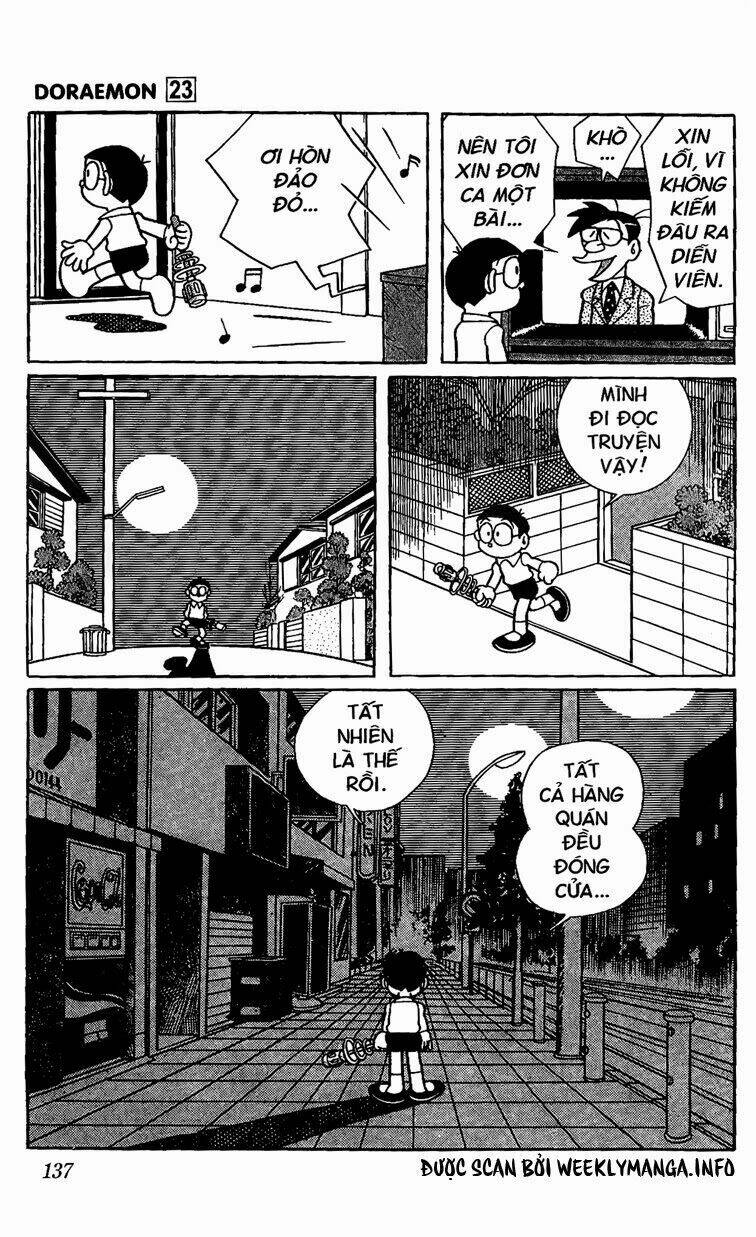 DORAEMON 23
XIN
LỖI, VÌ
KHÔNG
KIẾM
ĐÂU RA
DIỄN
VIÊN.
KHÒ
...
NÊN TÔI
XIN ĐƠN
CA MỘT
BÀI...
ƠI HÒN
ĐẢO
ĐỎ...
MÌNH
ĐI ĐỌC
TRUYỆN
VẬY!
TẤT
CẢ HÀNG
QUÁN
ĐỀU
ĐÓNG
CỬA...
TẤT
NHIÊN
LÀ THẾ
RỒI.
137
ĐƯỢC SCAN BỞI WEEKLYMANGA.INFO